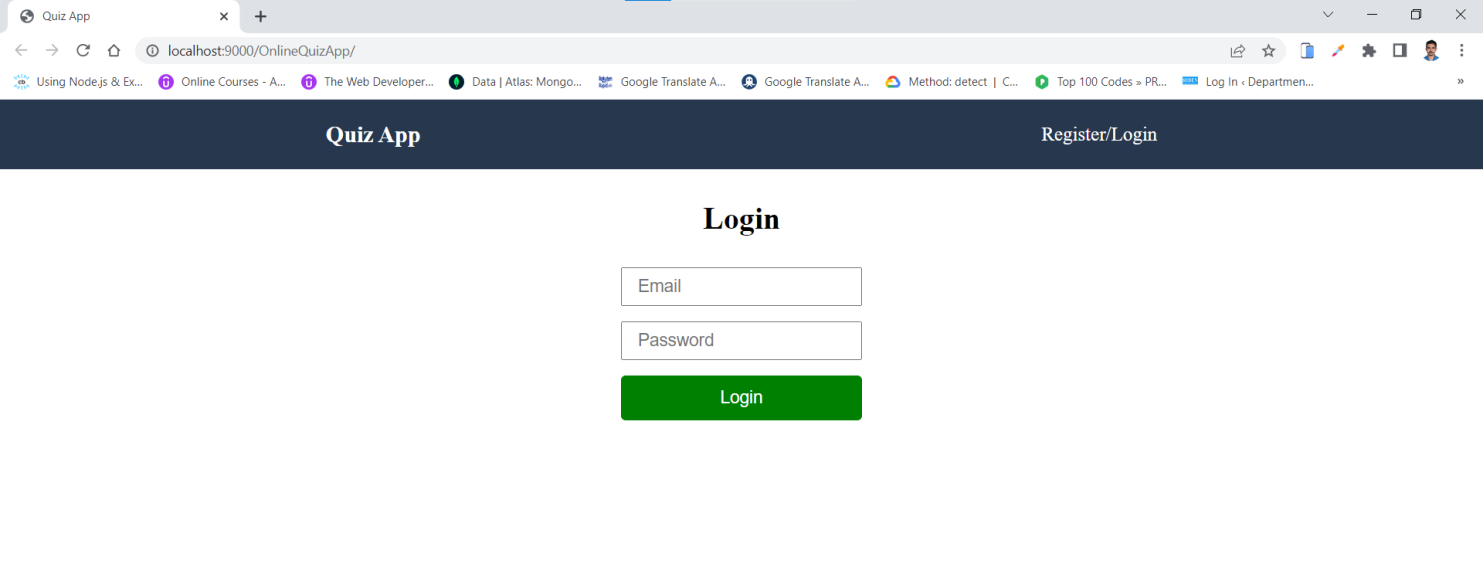 Quiz App
localhost:9000/OnlineQuizApp/
Using Node.js & Ex... Online Courses - A... The Web Developer... Data | Atlas: Mongo... Google Translate A... Google Translate A... Method: detect | C... Top 100 Codes » PR... Log In ‹ Departmen... »
Quiz App Register/Login
Login
Email
Password
Login